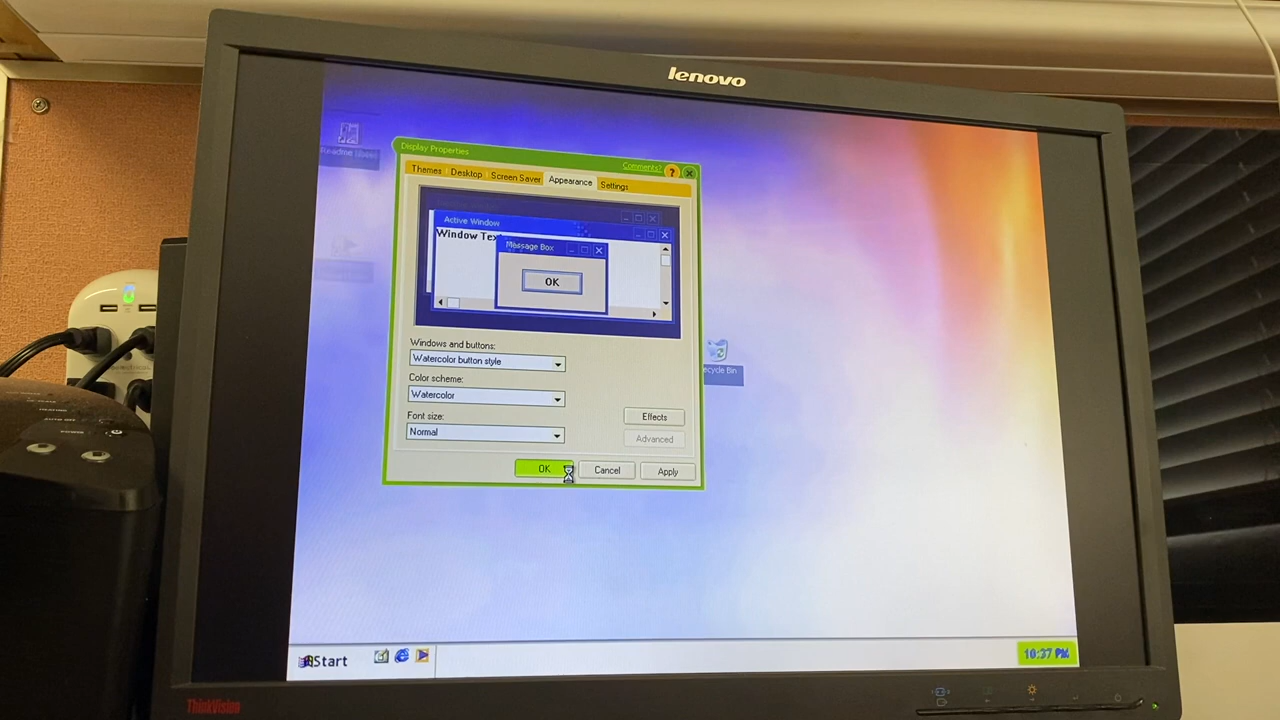 lenovo
Display Properties
Comments?
?
Themes
Desktop
Screen Saver
Appearance
Settings
Active Window
Window Text
Message Box
OK
Windows and buttons:
Watercolor button style
Color scheme:
Watercolor
Font size:
Normal
Effects
Advanced
OK
Cancel
Apply
ecycle Bin
Start
10:37 PM
ThinkVision